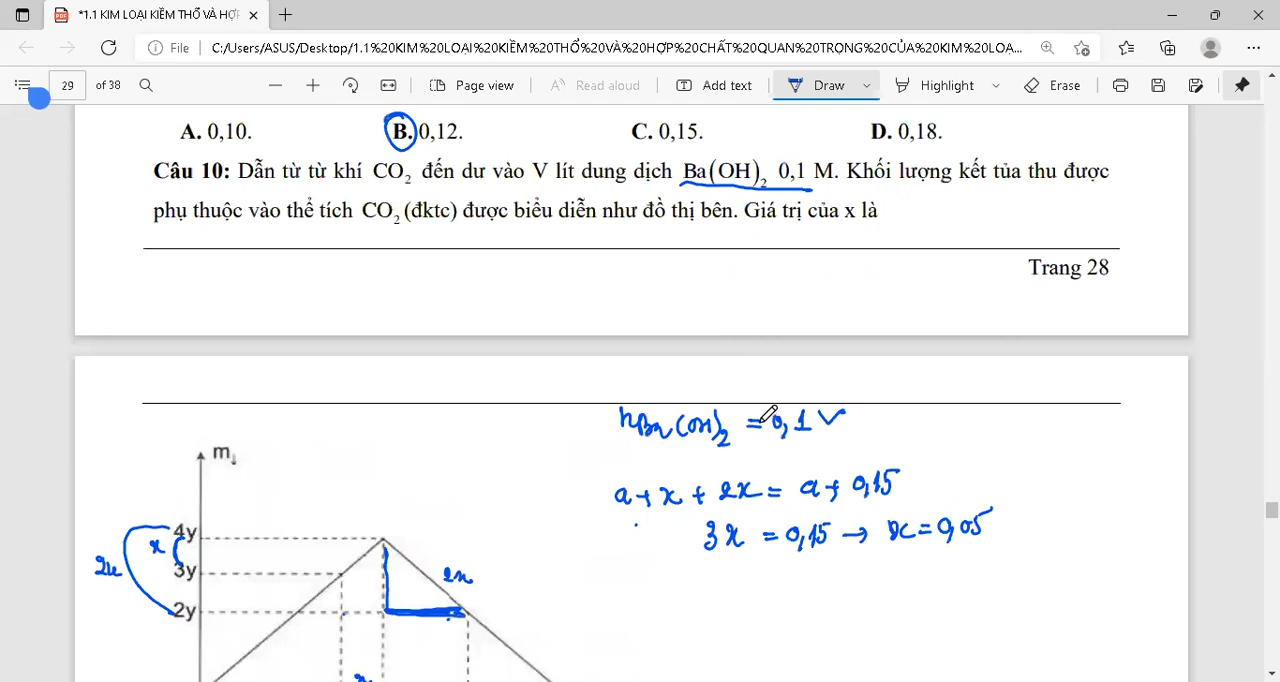 *1.1 KIM LOẠI KIỀM THỔ VÀ HỢP
File C:/Users/ASUS/Desktop/1.1%20KIM%20LOẠI%20KIỀM%20THỔ%20VÀ%20HỢP%20CHẤT%20QUAN%20TRỌNG%20CỦA%20KIM%20LOẠ...
29 of 38 Page view Read aloud Add text Draw Highlight Erase
A. 0,10. B. 0,12. C. 0,15. D. 0,18.
Câu 10: Dẫn từ từ khí CO₂ đến dư vào V lít dung dịch Ba(OH)₂ 0,1 M. Khối lượng kết tủa thu được
phụ thuộc vào thể tích CO₂ (đktc) được biểu diễn như đồ thị bên. Giá trị của x là
Trang 28
nBa(OH)₂ = 0,1 V
m↓
a + x + 2x = a + 0,15
4y
x
3x = 0,15 → x = 0,05
3y
2x
2x
2y